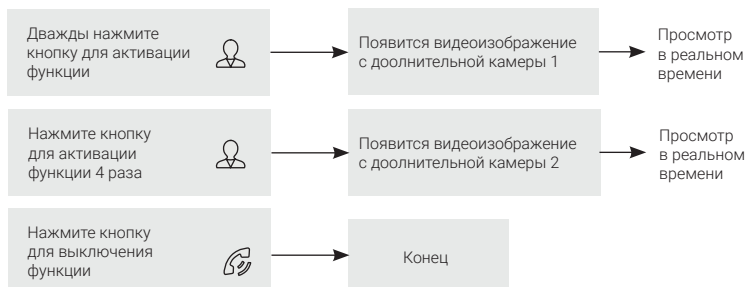 Дважды нажмите
кнопку для активации
функции
Появится видеоизображение
с доолнительной камеры 1
Просмотр
в реальном
времени
Нажмите кнопку
для активации
функции 4 раза
Появится видеоизображение
с доолнительной камеры 2
Просмотр
в реальном
времени
Нажмите кнопку
для выключения
функции
Конец